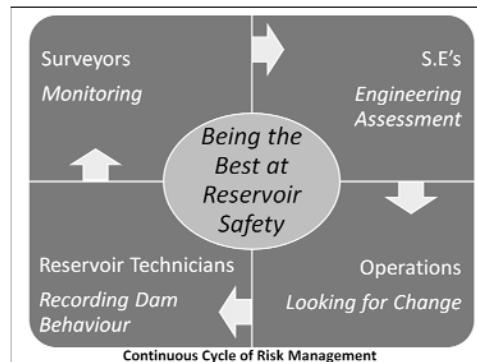 Surveyors
Monitoring
S.E's
Engineering
Assessment
Being the
Best at
Reservoir
Safety
Reservoir Technicians
Recording Dam
Behaviour
Operations
Looking for Change
Continuous Cycle of Risk Management